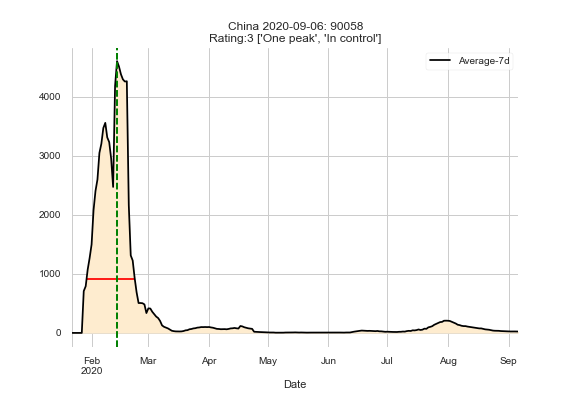 China 2020-09-06: 90058
Rating:3 ['One peak', 'In control']
Average-7d
4000
3000
2000
1000
0
Feb Mar Apr May Jun Jul Aug Sep
2020
Date